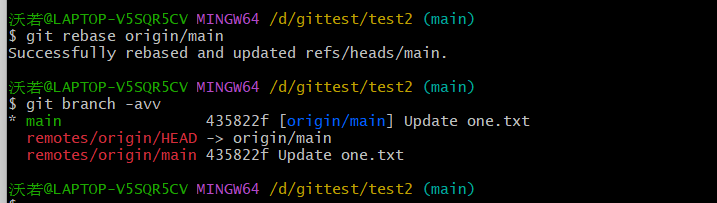 沃若@LAPTOP-V5SQR5CV MINGW64 /d/gittest/test2 (main)
$ git rebase origin/main
Successfully rebased and updated refs/heads/main.
沃若@LAPTOP-V5SQR5CV MINGW64 /d/gittest/test2 (main)
$ git branch -avv
* main                435822f [origin/main] Update one.txt
  remotes/origin/HEAD -> origin/main
  remotes/origin/main 435822f Update one.txt
沃若@LAPTOP-V5SQR5CV MINGW64 /d/gittest/test2 (main)
$